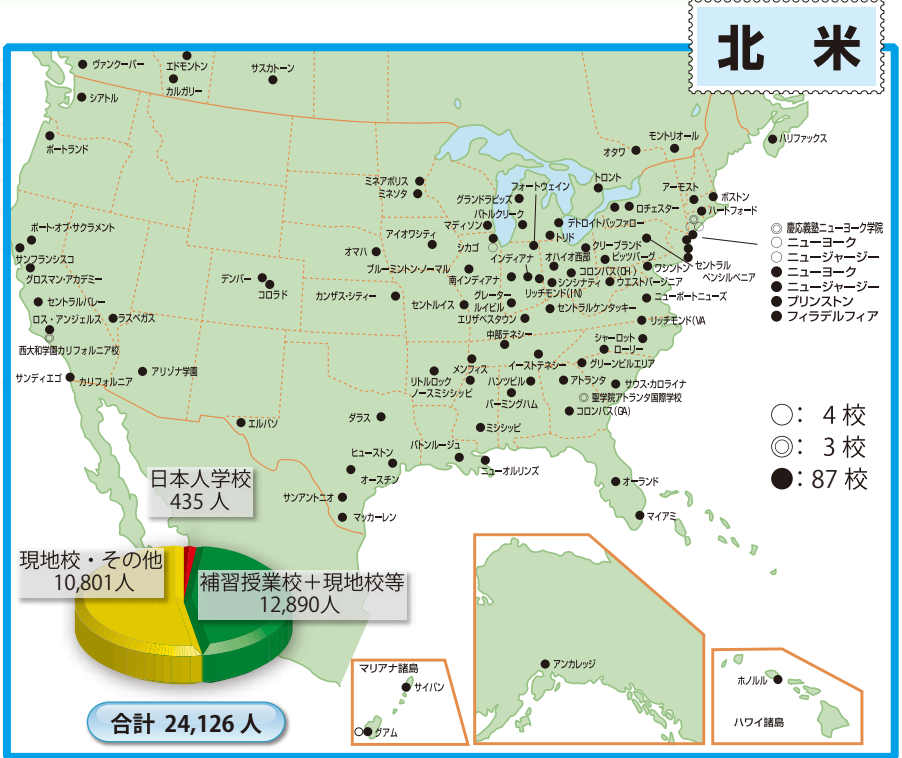 北 米
ヴァンクーバー
エドモントン
カルガリー
サスカトーン
シアトル
ポートランド
モントリオール
オタワ
ハリファックス
トロント
ミネアポリス
ミネソタ
グランドラピッズ
フォートウェイン
アーモスト
ボストン
バトルクリーク
ロチェスター
ハートフォード
ポート・オブ・サクラメント
アイオワシティ
マディソン
デトロイト
バッファロー
トリド
サンフランシスコ
オマハ
シカゴ
インディアナ
クリーブランド
オハイオ西部
ピッツバーグ
グロスマン・アカデミー
デンバー
コロラド
ブルーミントン・ノーマル
南インディアナ
コロンバス(OH)
ワシントン
セントラル
ペンシルベニア
シンシナティ
ウエストバージニア
リッチモンド(IN)
セントラルバレー
カンザス・シティー
セントルイス
グレーター
ルイビル
ニューポートニューズ
セントラルケンタッキー
ロス・アンジェルス
ラスベガス
エリザベスタウン
リッチモンド(VA
西大和学園カリフォルニア校
中部テネシー
シャーロット
ローリー
イーストテネシー
グリーンビルエリア
サンディエゴ
カリフォルニア
アリゾナ学園
メンフィス
リトルロック
ノースミシシッピ
ハンツビル
アトランタ
サウス・カロライナ
バーミングハム
聖学院アトランタ国際学校
コロンバス(GA)
エルパソ
ダラス
ミシシッピ
バトンルージュ
ヒューストン
オースチン
ニューオルリンズ
サンアントニオ
マッカーレン
オーランド
マイアミ
◎ 慶応義塾ニューヨーク学院
○ ニューヨーク
○ ニュージャージー
● ニューヨーク
● ニュージャージー
● プリンストン
● フィラデルフィア
○: 4 校
◎: 3 校
●: 87 校
日本人学校
435 人
現地校・その他
10,801人
補習授業校＋現地校等
12,890人
合計 24,126 人
マリアナ諸島
サイパン
グアム
アンカレッジ
ホノルル
ハワイ諸島